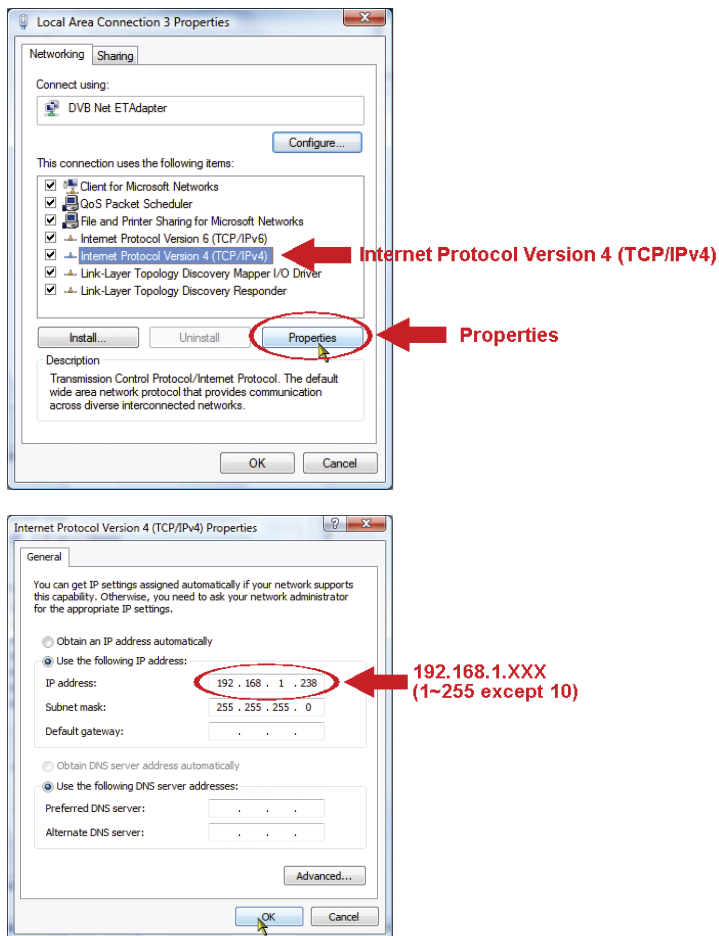 Local Area Connection 3 Properties
Networking Sharing
Connect using:
DVB Net ETAdapter
Configure...
This connection uses the following items:
Client for Microsoft Networks
QoS Packet Scheduler
File and Printer Sharing for Microsoft Networks
Internet Protocol Version 6 (TCP/IPv6)
Internet Protocol Version 4 (TCP/IPv4)
Internet Protocol Version 4 (TCP/IPv4)
Link-Layer Topology Discovery Mapper I/O Driver
Link-Layer Topology Discovery Responder
Install... Uninstall Properties
Properties
Description
Transmission Control Protocol/Internet Protocol. The default
wide area network protocol that provides communication
across diverse interconnected networks.
OK Cancel
Internet Protocol Version 4 (TCP/IPv4) Properties
General
You can get IP settings assigned automatically if your network supports
this capability. Otherwise, you need to ask your network administrator
for the appropriate IP settings.
Obtain an IP address automatically
Use the following IP address:
IP address: 192 . 168 . 1 . 238
192.168.1.XXX
(1~255 except 10)
Subnet mask: 255 . 255 . 255 . 0
Default gateway: . . .
Obtain DNS server address automatically
Use the following DNS server addresses:
Preferred DNS server: . . .
Alternate DNS server: . . .
Advanced...
OK Cancel